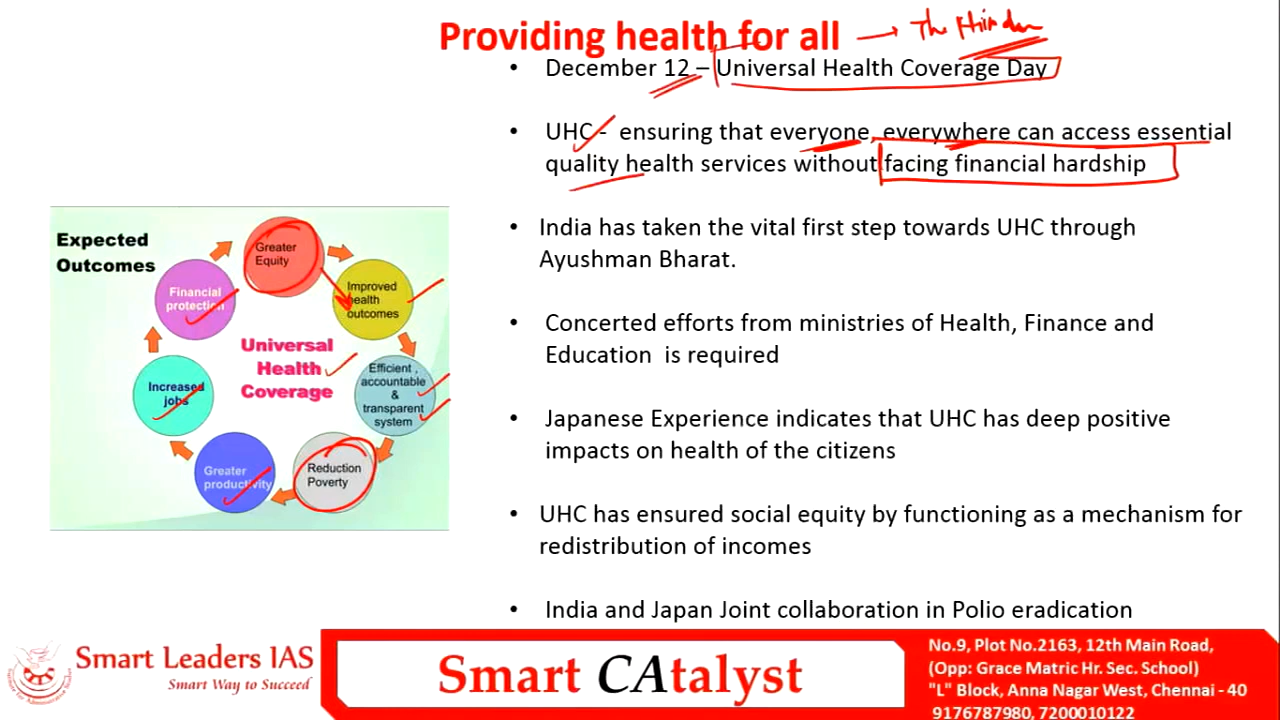 Providing health for all → The Hindu
• December 12 – Universal Health Coverage Day
• UHC - ensuring that everyone, everywhere can access essential
quality health services without facing financial hardship
• India has taken the vital first step towards UHC through
Ayushman Bharat.
• Concerted efforts from ministries of Health, Finance and
Education is required
• Japanese Experience indicates that UHC has deep positive
impacts on health of the citizens
• UHC has ensured social equity by functioning as a mechanism for
redistribution of incomes
• India and Japan Joint collaboration in Polio eradication
Expected
Outcomes
Greater
Equity
Improved
health
outcomes
Efficient ,
accountable
&
transparent
system
Reduction
Poverty
Greater
productivity
Increased
jobs
Financial
protection
Universal
Health
Coverage
Smart Leaders IAS
Smart Way to Succeed
Smart CAtalyst
No.9, Plot No.2163, 12th Main Road,
(Opp: Grace Matric Hr. Sec. School)
"L" Block, Anna Nagar West, Chennai - 40
9176787980, 7200010122